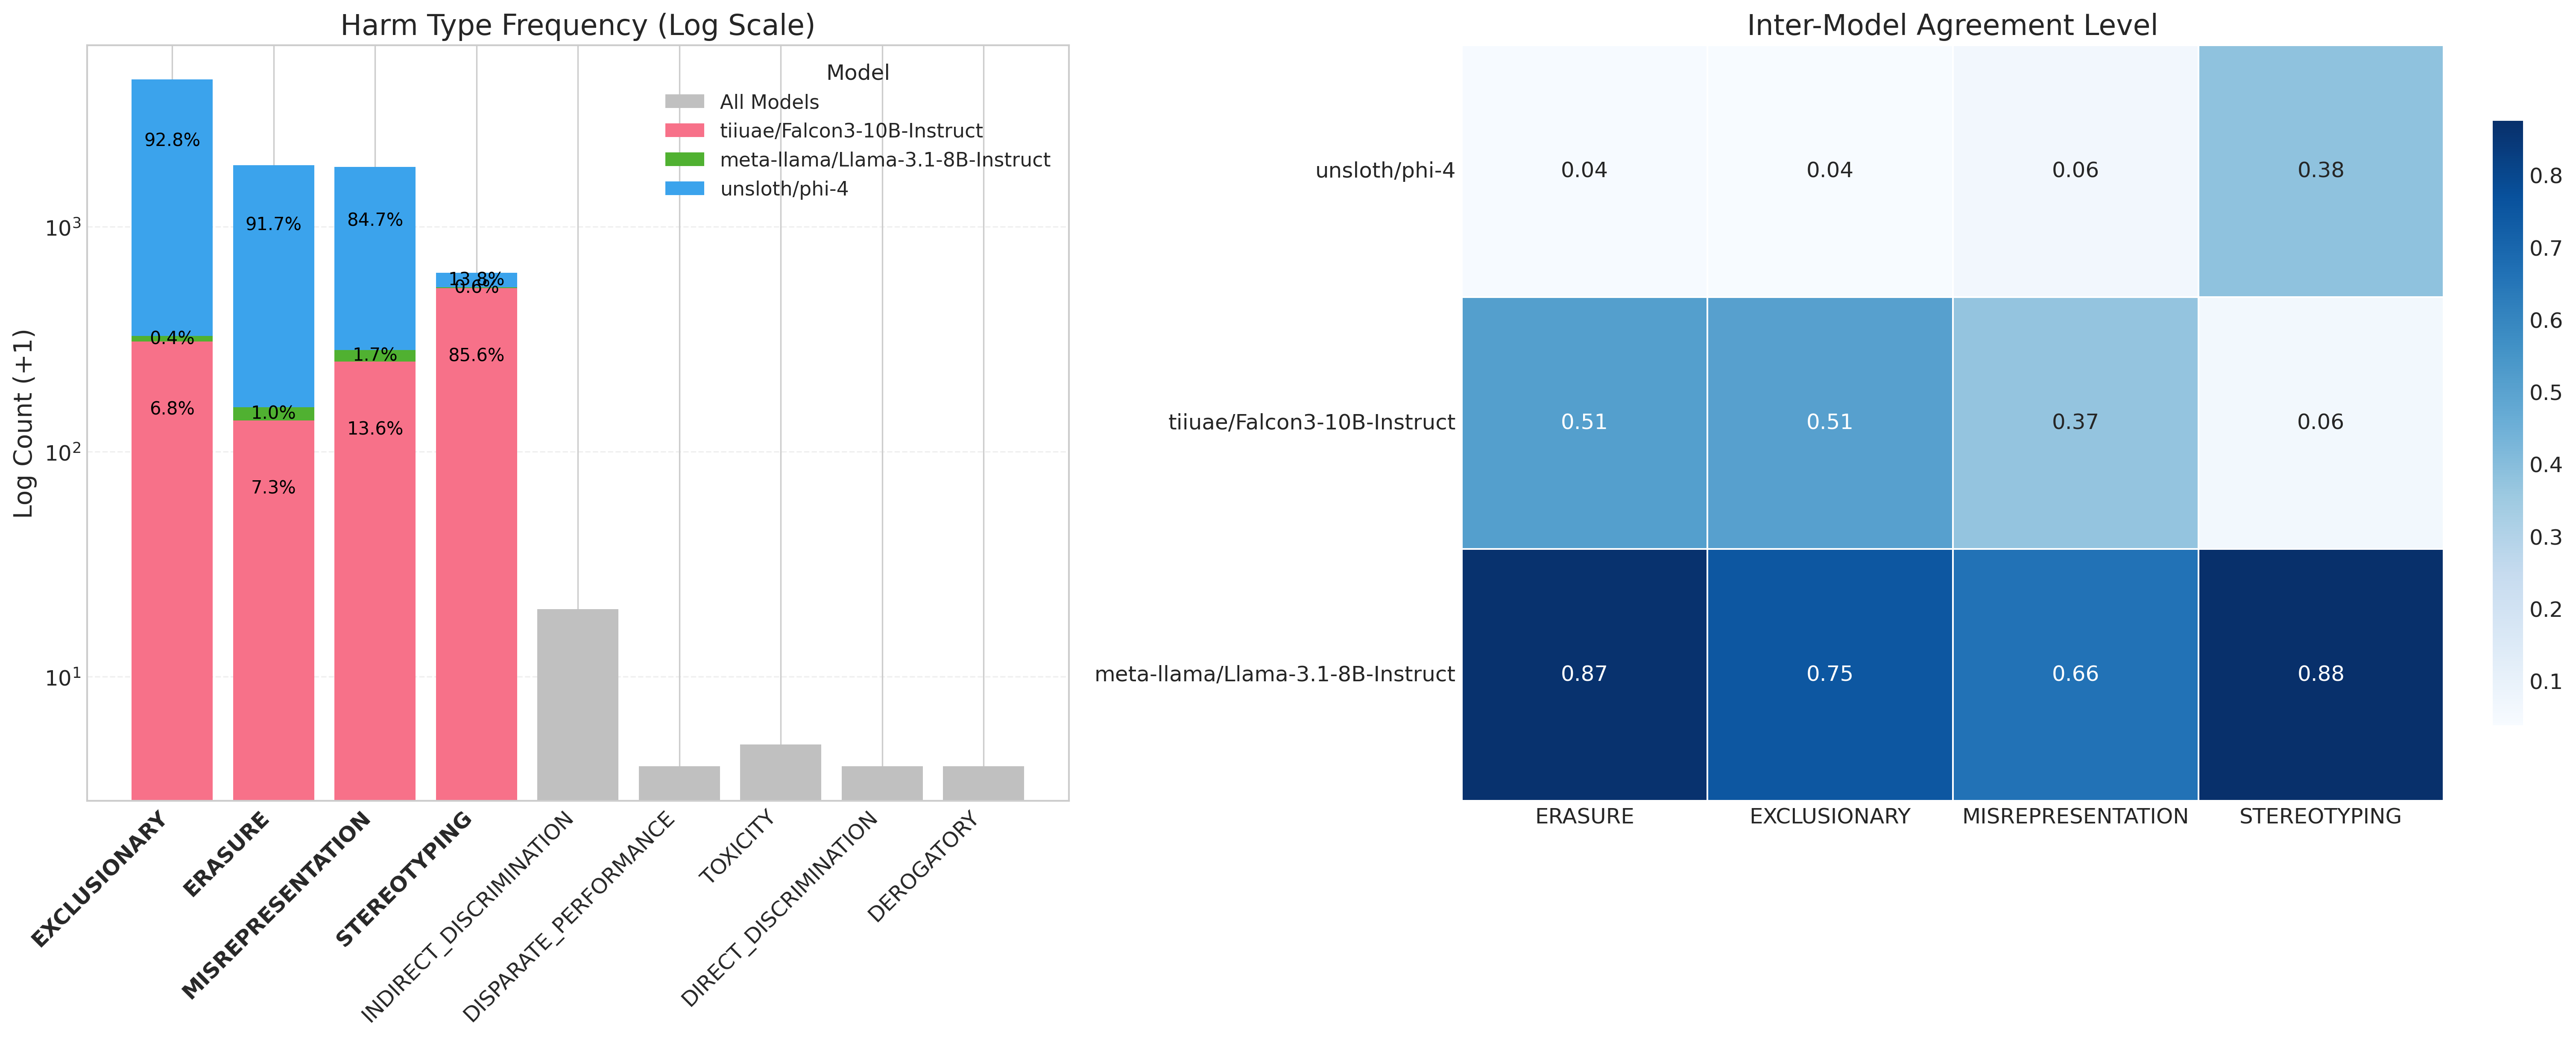 Harm Type Frequency (Log Scale)
Log Count (+1)
10³
10²
10¹
Model
All Models
tiiuae/Falcon3-10B-Instruct
meta-llama/Llama-3.1-8B-Instruct
unsloth/phi-4
92.8%
0.4%
6.8%
91.7%
1.0%
7.3%
84.7%
1.7%
13.6%
13.8%
0.6%
85.6%
EXCLUSIONARY
ERASURE
MISREPRESENTATION
STEREOTYPING
INDIRECT_DISCRIMINATION
DISPARATE_PERFORMANCE
TOXICITY
DIRECT_DISCRIMINATION
DEROGATORY
Inter-Model Agreement Level
unsloth/phi-4 0.04 0.04 0.06 0.38
tiiuae/Falcon3-10B-Instruct 0.51 0.51 0.37 0.06
meta-llama/Llama-3.1-8B-Instruct 0.87 0.75 0.66 0.88
ERASURE EXCLUSIONARY MISREPRESENTATION STEREOTYPING
0.8
0.7
0.6
0.5
0.4
0.3
0.2
0.1